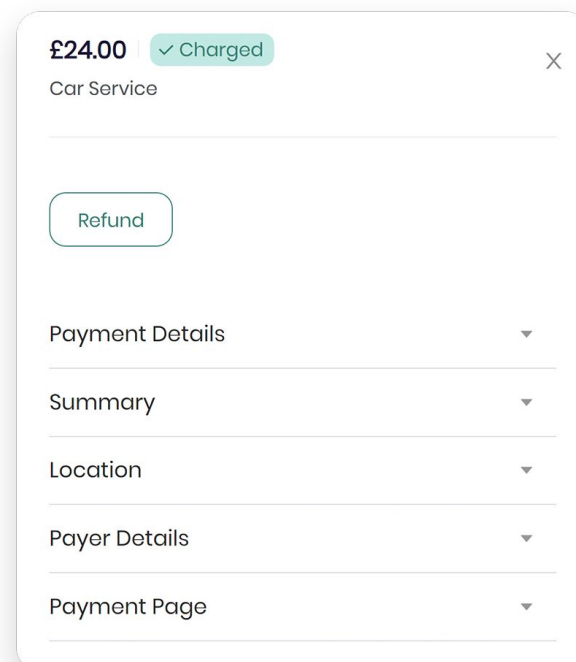 £24.00 ✓ Charged
X
Car Service
Refund
Payment Details
Summary
Location
Payer Details
Payment Page